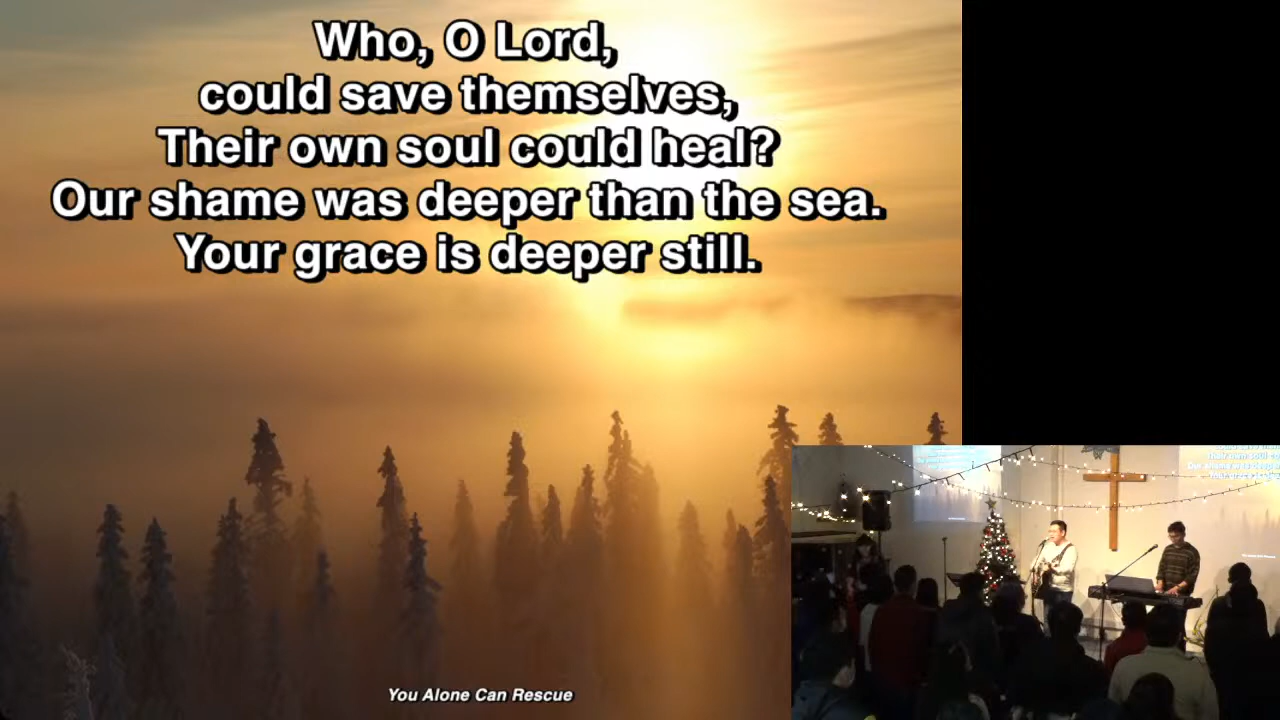 Who, O Lord,
could save themselves,
Their own soul could heal?
Our shame was deeper than the sea.
Your grace is deeper still.
You Alone Can Rescue